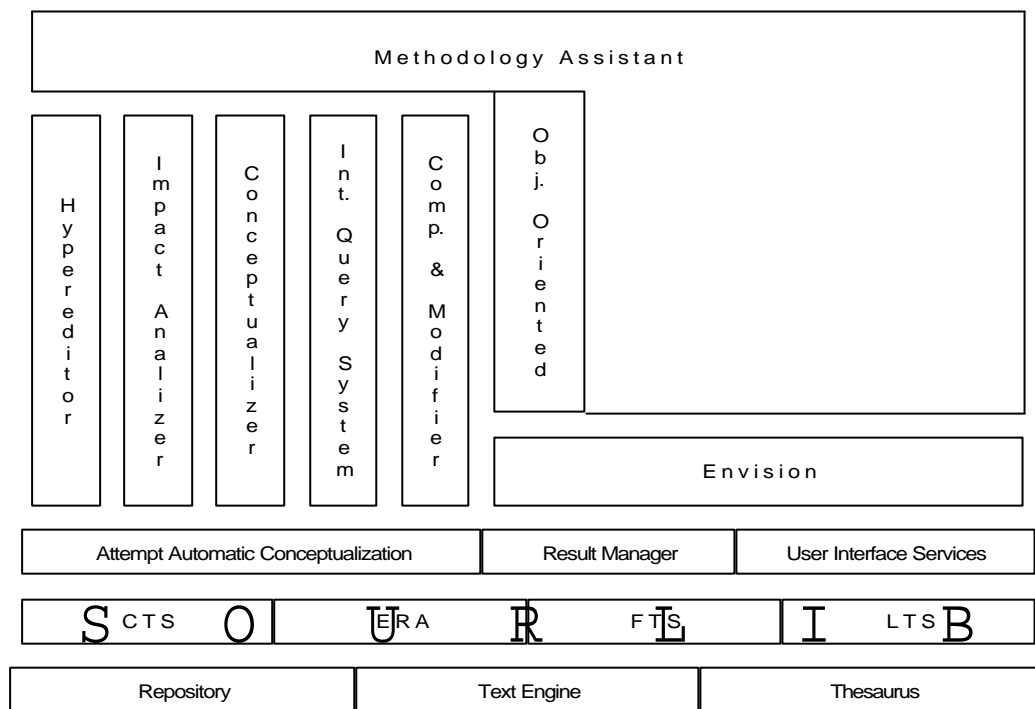 Methodology Assistant
Hypereditor
Impact Analizer
Conceptualizer
Int. Query System
Comp. & Modifier
Obj. Oriented
Envision
Attempt Automatic Conceptualization
Result Manager
User Interface Services
S O U R L I B
CTS
ERA
FTS
LTS
Repository
Text Engine
Thesaurus